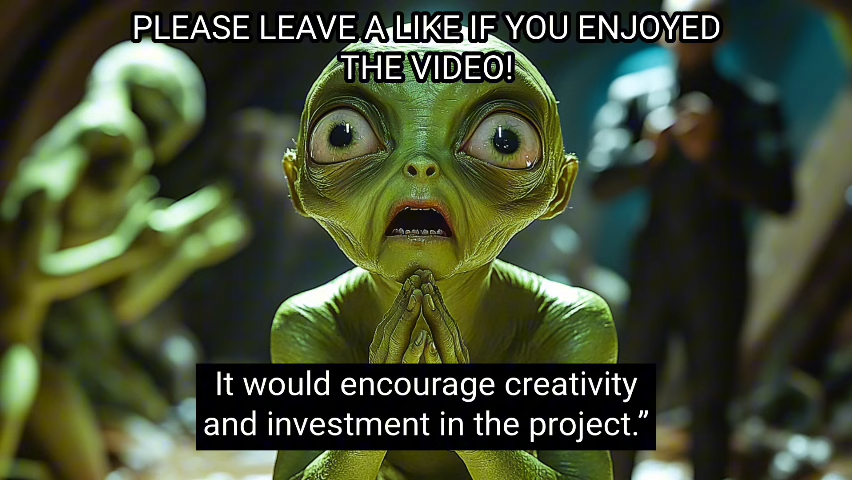 PLEASE LEAVE A LIKE IF YOU ENJOYED
THE VIDEO!
It would encourage creativity
and investment in the project.”